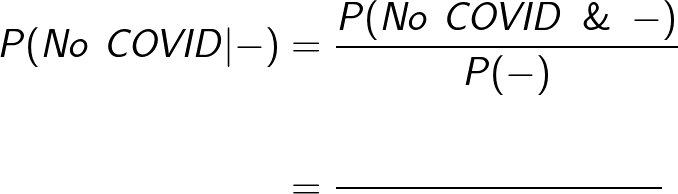 P(No COVID|−) = P(No COVID & −) / P(−)
=